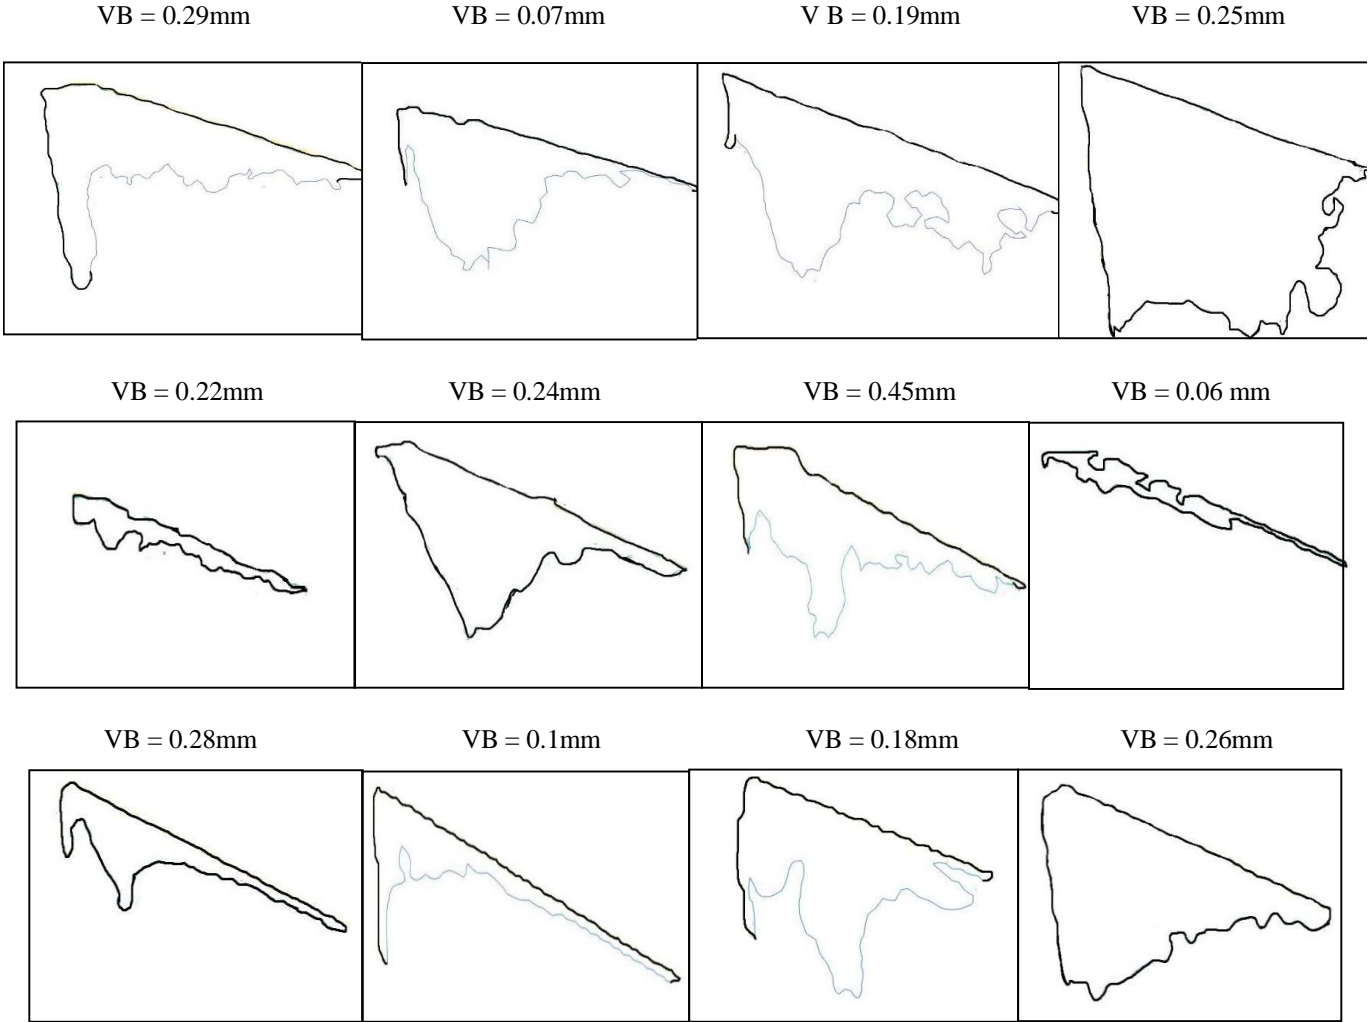 VB = 0.29mm VB = 0.07mm V B = 0.19mm VB = 0.25mm
VB = 0.22mm VB = 0.24mm VB = 0.45mm VB = 0.06 mm
VB = 0.28mm VB = 0.1mm VB = 0.18mm VB = 0.26mm